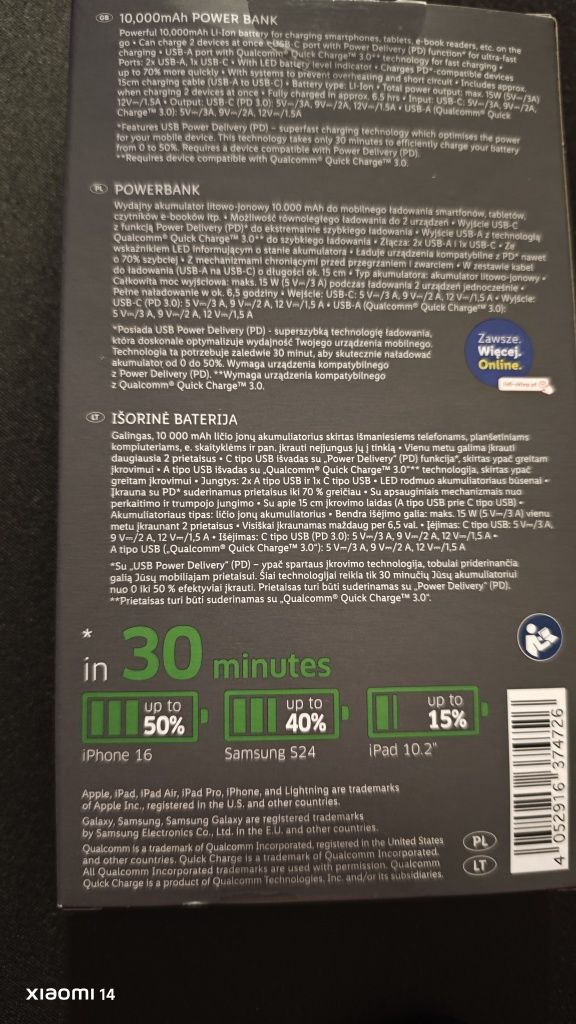 GB 10,000mAh POWER BANK
Powerful 10,000mAh Li-Ion battery for charging smartphones, tablets, e-book readers, etc. on the
go • Can charge 2 devices at once • USB-C port with Power Delivery (PD) function* for ultra-fast
charging • USB-A port with Qualcomm® Quick Charge™ 3.0** technology for fast charging •
Ports: 2x USB-A, 1x USB-C • With LED battery level indicator • Charges PD*-compatible devices
up to 70% more quickly • With systems to prevent overheating and short circuit • Includes approx.
15cm charging cable (USB-A to USB-C) • Battery type: Li-Ion • Total power output: max. 15W (5V⎓/3A)
when charging 2 devices at once • Fully charged in approx. 6.5 hrs • Input: USB-C: 5V⎓/3A, 9V⎓/2A,
12V⎓/1.5A • Output: USB-C (PD 3.0): 5V⎓/3A, 9V⎓/2A, 12V⎓/1.5A • USB-A (Qualcomm® Quick
Charge™ 3.0): 5V⎓/3A, 9V⎓/2A, 12V⎓/1.5A
*Features USB Power Delivery (PD) – superfast charging technology which optimises the power
for your mobile device. This technology takes only 30 minutes to efficiently charge your battery
from 0 to 50%. Requires a device compatible with Power Delivery (PD).
**Requires device compatible with Qualcomm® Quick Charge™ 3.0.
PL POWERBANK
Wydajny akumulator litowo-jonowy 10.000 mAh do mobilnego ładowania smartfonów, tabletów,
czytników e-booków itp. • Możliwość równoległego ładowania do 2 urządzeń • Wyjście USB-C
z funkcją Power Delivery (PD)* do ekstremalnie szybkiego ładowania • Wyjście USB-A z technologią
Qualcomm® Quick Charge™ 3.0** do szybkiego ładowania • Złącza: 2x USB-A i 1x USB-C • Ze
wskaźnikiem LED informującym o stanie akumulatora • Ładuje urządzenia kompatybilne z PD* nawet
o 70% szybciej • Z mechanizmami chroniącymi przed przegrzaniem i zwarciem • W zestawie kabel
do ładowania (USB-A na USB-C) o długości ok. 15 cm • Typ akumulatora: akumulator litowo-jonowy •
Całkowita moc wyjściowa: maks. 15 W (5 V⎓/3 A) podczas ładowania 2 urządzeń jednocześnie •
Pełne naładowanie w ok. 6,5 godziny • Wejście: USB-C: 5 V⎓/3 A, 9 V⎓/2 A, 12 V⎓/1,5 A • Wyjście:
USB-C (PD 3.0): 5 V⎓/3 A, 9 V⎓/2 A, 12 V⎓/1,5 A • USB-A (Qualcomm® Quick Charge™ 3.0):
5 V⎓/3 A, 9 V⎓/2 A, 12 V⎓/1,5 A
*Posiada USB Power Delivery (PD) - superszybką technologię ładowania,
która doskonale optymalizuje wydajność Twojego urządzenia mobilnego.
Technologia ta potrzebuje zaledwie 30 minut, aby skutecznie naładować
akumulator od 0 do 50%. Wymaga urządzenia kompatybilnego
z Power Delivery (PD). **Wymaga urządzenia kompatybilnego
z Qualcomm® Quick Charge™ 3.0.
Zawsze.
Więcej.
Online.
LT IŠORINĖ BATERIJA
Galingas, 10 000 mAh ličio jonų akumuliatorius skirtas išmaniesiems telefonams, planšetiniams
kompiuteriams, e. skaityklėms ir pan. įkrauti neįjungus jų į tinklą • Vienu metu galima įkrauti
daugiausia 2 prietaisus • C tipo USB išvadas su „Power Delivery“ (PD) funkcija*, skirtas ypač greitam
įkrovimui • A tipo USB išvadas su „Qualcomm® Quick Charge™ 3.0“** technologija, skirtas ypač
greitam įkrovimui • Jungtys: 2x A tipo USB ir 1x C tipo USB • LED rodmuo akumuliatoriaus būsenai •
Įkrauna su PD* suderinamus prietaisus iki 70 % greičiau • Su apsauginiais mechanizmais nuo
perkaitimo ir trumpojo jungimo • Su apie 15 cm įkrovimo laidas (A tipo USB prie C tipo USB) •
Akumuliatoriaus tipas: ličio jonų akumuliatorius • Bendra išėjimo galia: maks. 15 W (5 V⎓/3 A) vienu
metu įkraunant 2 prietaisus • Visiškai įkraunamas maždaug per 6,5 val. • Įėjimas: C tipo USB: 5 V⎓/3 A,
9 V⎓/2 A, 12 V⎓/1,5 A • Išėjimas: C tipo USB (PD 3.0): 5 V⎓/3 A, 9 V⎓/2 A, 12 V⎓/1,5 A •
A tipo USB („Qualcomm® Quick Charge™ 3.0“): 5 V⎓/3 A, 9 V⎓/2 A, 12 V⎓/1,5 A
*Su „USB Power Delivery“ (PD) – ypač spartaus įkrovimo technologija, tobulai priderinančia
galią Jūsų mobiliajam prietaisui. Šiai technologijai reikia tik 30 minučių Jūsų akumuliatoriui
nuo 0 iki 50 % efektyviai įkrauti. Prietaisas turi būti suderinamas su „Power Delivery“ (PD).
**Prietaisas turi būti suderinamas su „Qualcomm® Quick Charge™ 3.0“.
*
in 30 minutes
up to 50%
up to 40%
up to 15%
iPhone 16
Samsung S24
iPad 10.2"
Apple, iPad, iPad Air, iPad Pro, iPhone, and Lightning are trademarks
of Apple Inc., registered in the U.S. and other countries.
Galaxy, Samsung, Samsung Galaxy are registered trademarks
by Samsung Electronics Co., Ltd. in the E.U. and other countries.
Qualcomm is a trademark of Qualcomm Incorporated, registered in the United States
and other countries. Quick Charge is a trademark of Qualcomm Incorporated.
All Qualcomm Incorporated trademarks are used with permission. Qualcomm
Quick Charge is a product of Qualcomm Technologies, Inc. and/or its subsidiaries.
PL
LT
4 052916 374726
XIAOMI 14